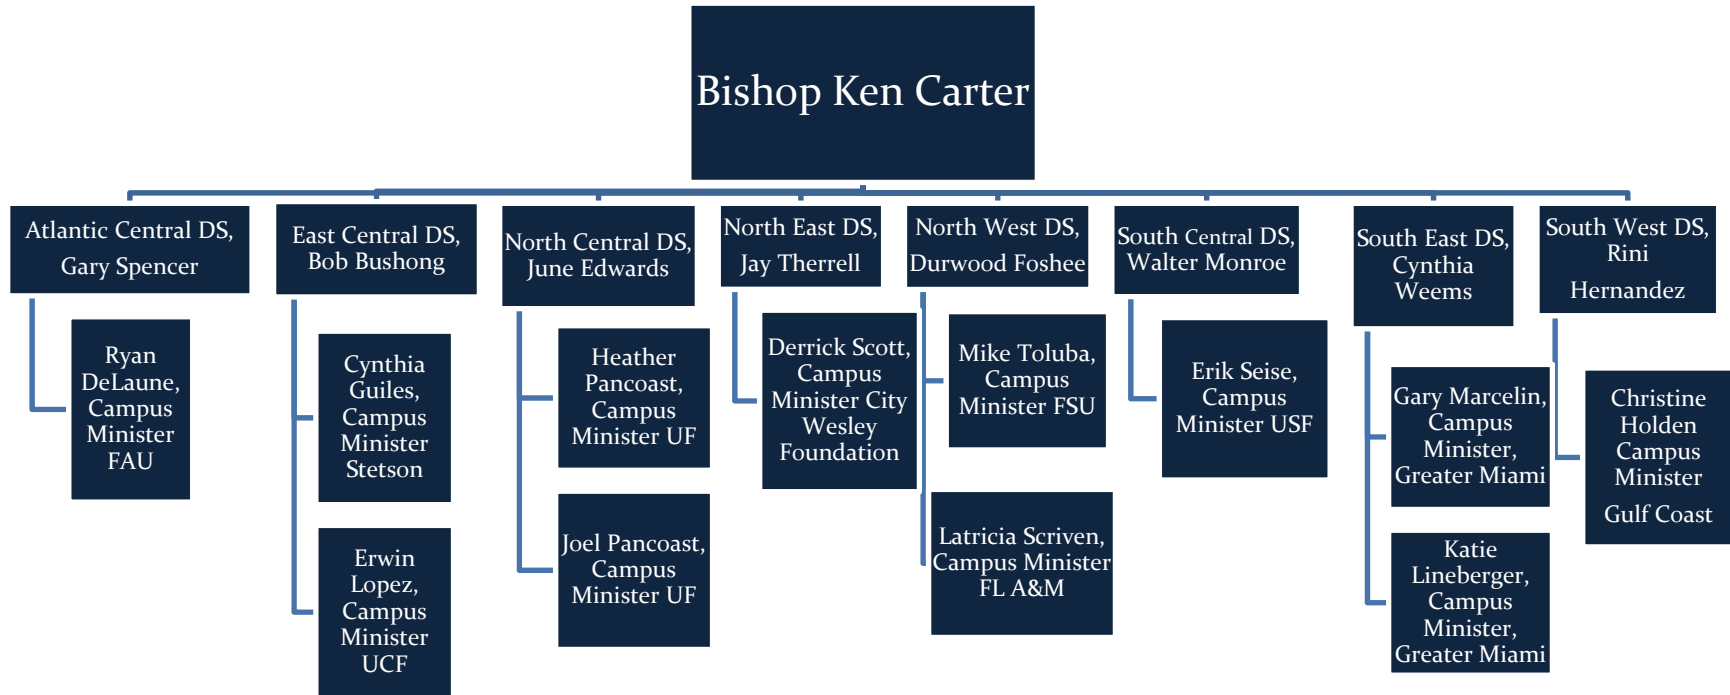 Bishop Ken Carter
Atlantic Central DS,
Gary Spencer
Ryan
DeLaune,
Campus
Minister
FAU
East Central DS,
Bob Bushong
Cynthia
Guiles,
Campus
Minister
Stetson
Erwin
Lopez,
Campus
Minister
UCF
North Central DS,
June Edwards
Heather
Pancoast,
Campus
Minister UF
Joel Pancoast,
Campus
Minister UF
North East DS,
Jay Therrell
Derrick Scott,
Campus
Minister City
Wesley
Foundation
North West DS,
Durwood Foshee
Mike Toluba,
Campus
Minister FSU
Latricia Scriven,
Campus Minister
FL A&M
South Central DS,
Walter Monroe
Erik Seise,
Campus
Minister USF
South East DS,
Cynthia
Weems
Gary Marcelin,
Campus
Minister,
Greater Miami
Katie
Lineberger,
Campus
Minister,
Greater Miami
South West DS,
Rini
Hernandez
Christine
Holden
Campus
Minister
Gulf Coast